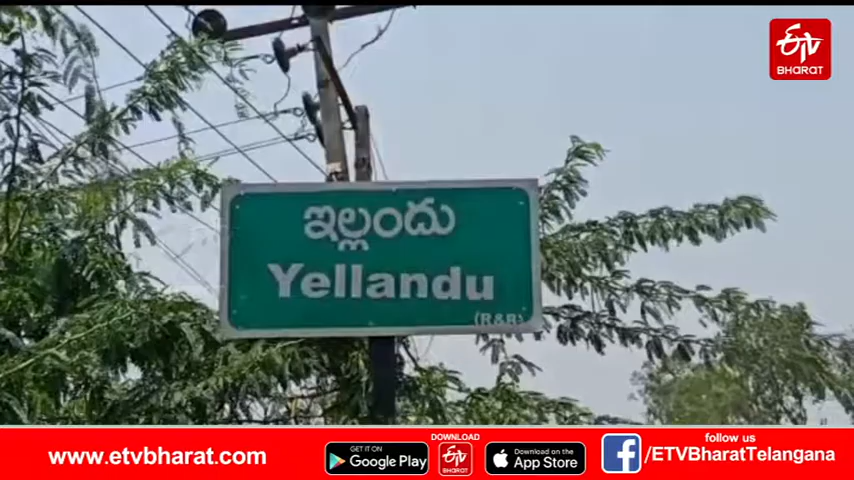 etv
BHARAT
ఇల్లందు
Yellandu
(R&B)
www.etvbharat.com
GET IT ON
Google Play
DOWNLOAD
etv
BHARAT
Download on the
App Store
f
follow us
/ETVBharatTelangana